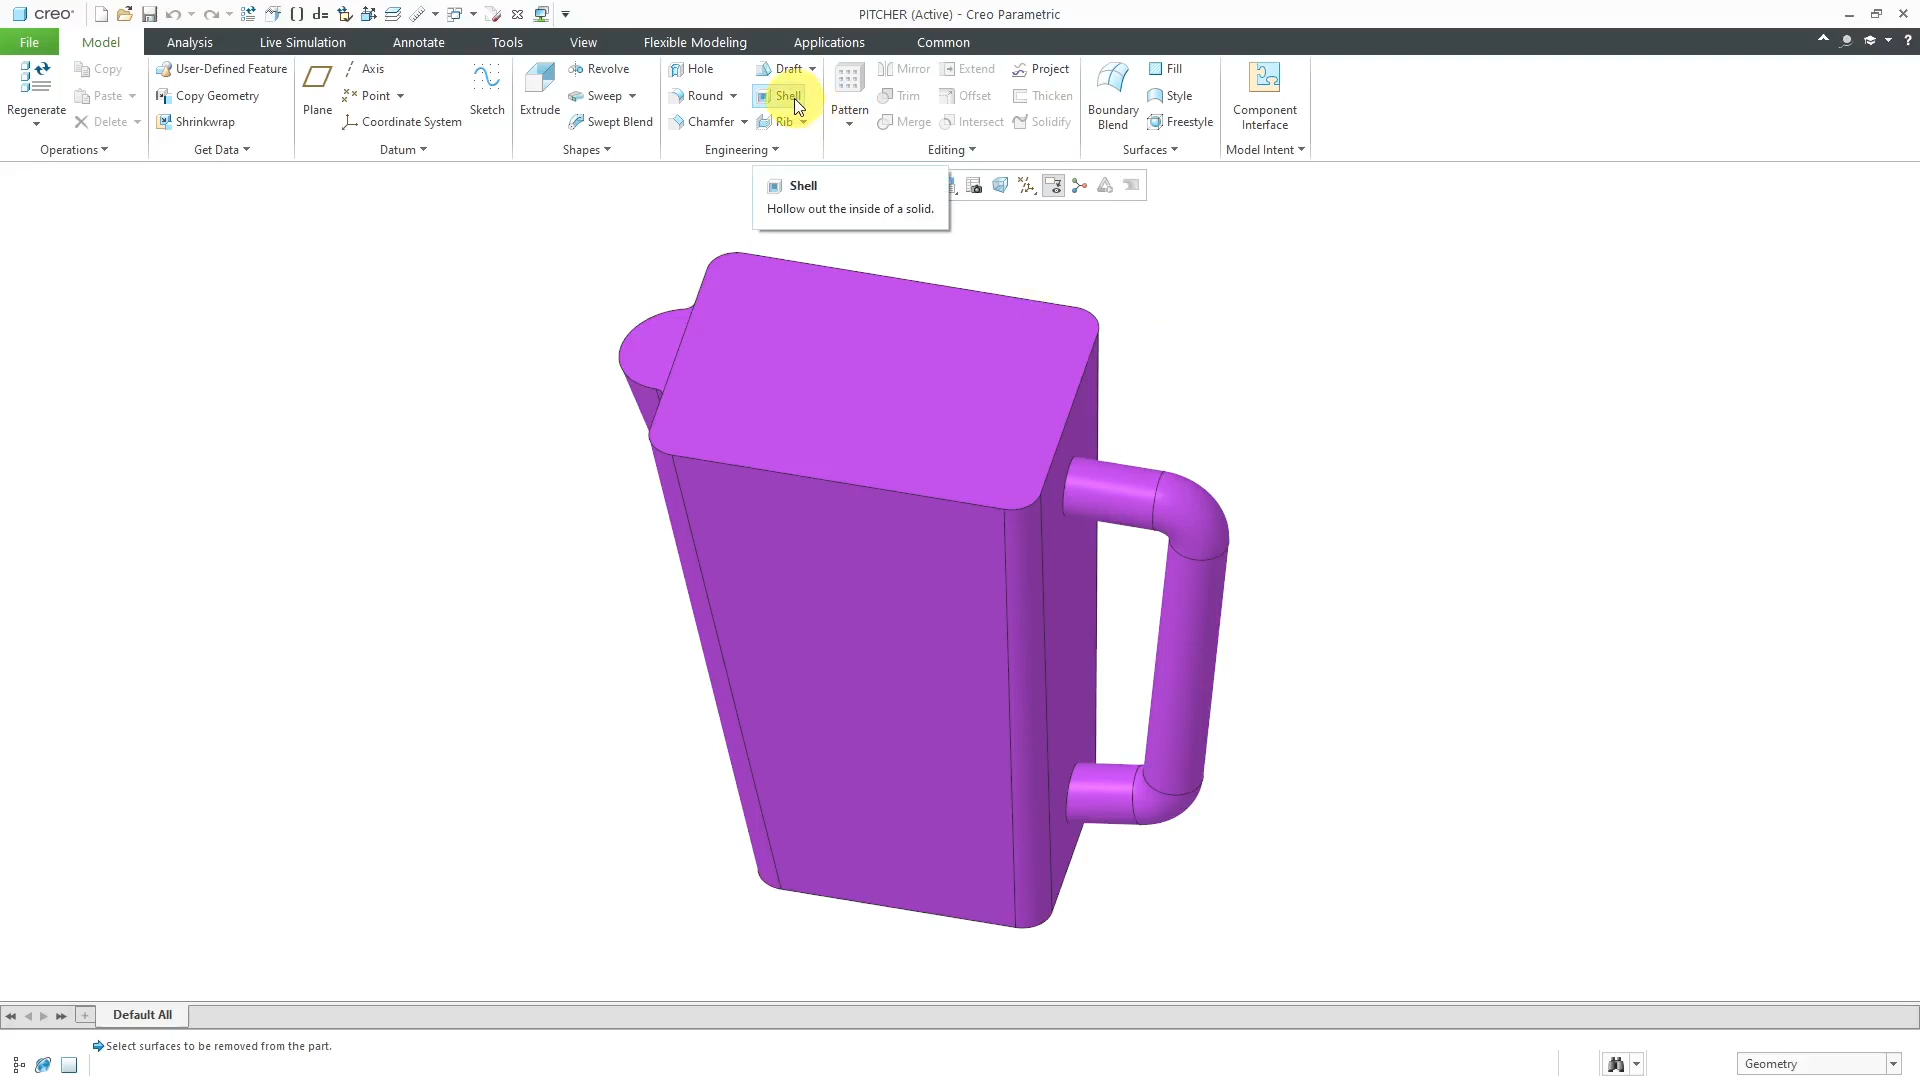 creo
PITCHER (Active) - Creo Parametric
File Model Analysis Live Simulation Annotate Tools View Flexible Modeling Applications Common
Regenerate
Copy
Paste
Delete
Operations
User-Defined Feature
Copy Geometry
Shrinkwrap
Get Data
Plane
Axis
Point
Coordinate System
Sketch
Datum
Extrude
Revolve
Sweep
Swept Blend
Shapes
Hole
Round
Chamfer
Draft
Shell
Rib
Engineering
Pattern
Mirror
Trim
Merge
Extend
Offset
Intersect
Project
Thicken
Solidify
Editing
Boundary
Blend
Fill
Style
Freestyle
Surfaces
Component
Interface
Model Intent
Shell
Hollow out the inside of a solid.
Default All
Select surfaces to be removed from the part.
Geometry